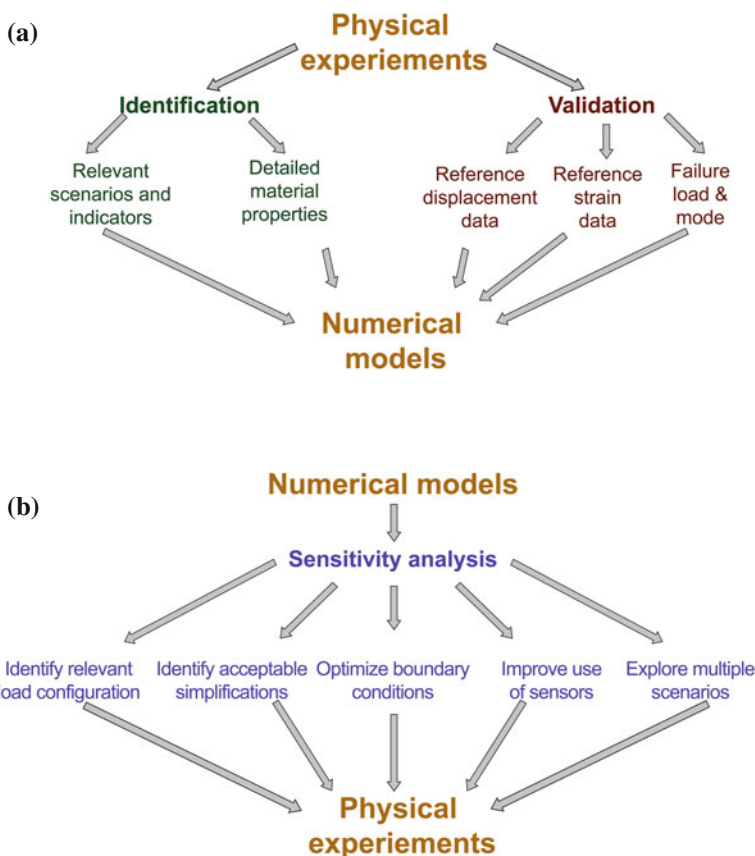 (a)
Physical
experiements
Identification
Validation
Relevant
scenarios and
indicators
Detailed
material
properties
Reference
displacement
data
Reference
strain
data
Failure
load &
mode
Numerical
models
(b)
Numerical models
Sensitivity analysis
Identify relevant
load configuration
Identify acceptable
simplifications
Optimize boundary
conditions
Improve use
of sensors
Explore multiple
scenarios
Physical
experiements